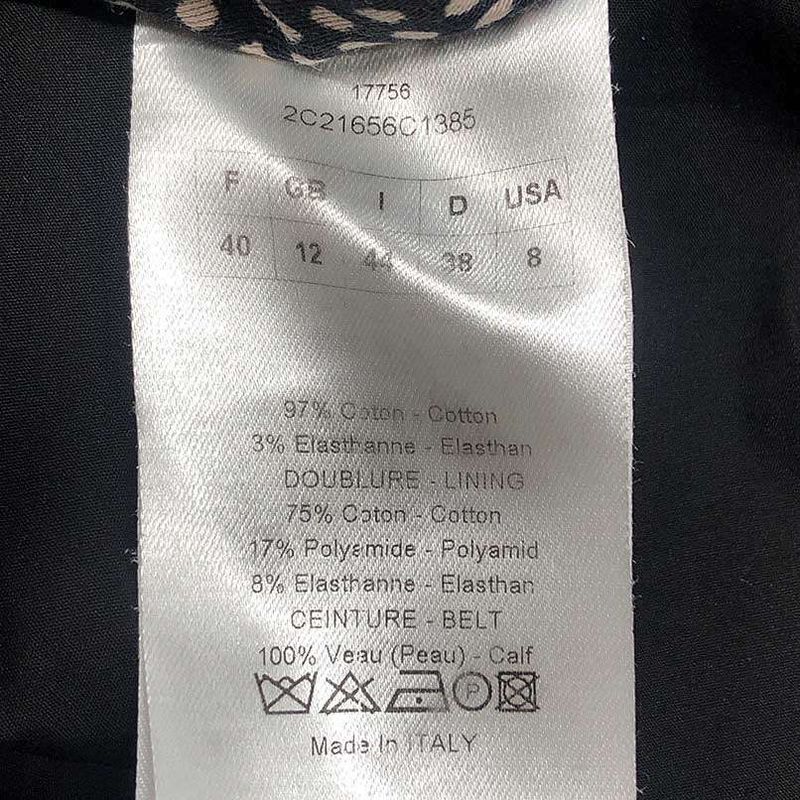 17756
2C21656C1385
F GB I D USA
40 12 44 38 8
97% Coton - Cotton
3% Elasthanne - Elasthan
DOUBLURE - LINING
75% Coton - Cotton
17% Polyamide - Polyamid
8% Elasthanne - Elasthan
CEINTURE - BELT
100% Veau (Peau) - Calf
P
Made In ITALY